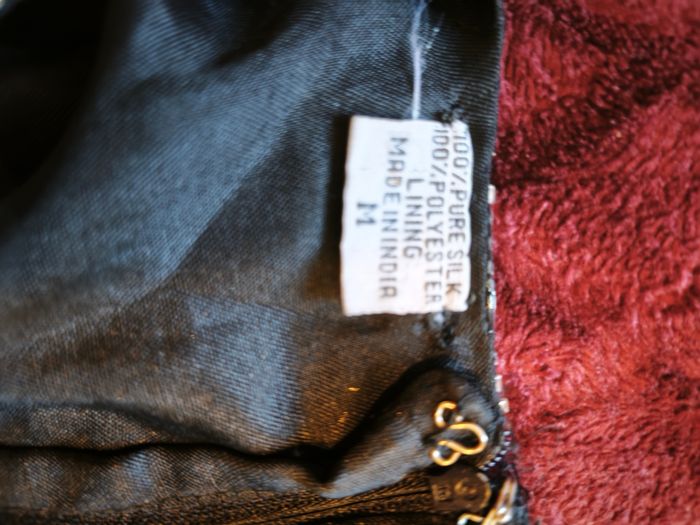 100% PURE SILK
100% POLYESTER
LINING
MADE IN INDIA
M